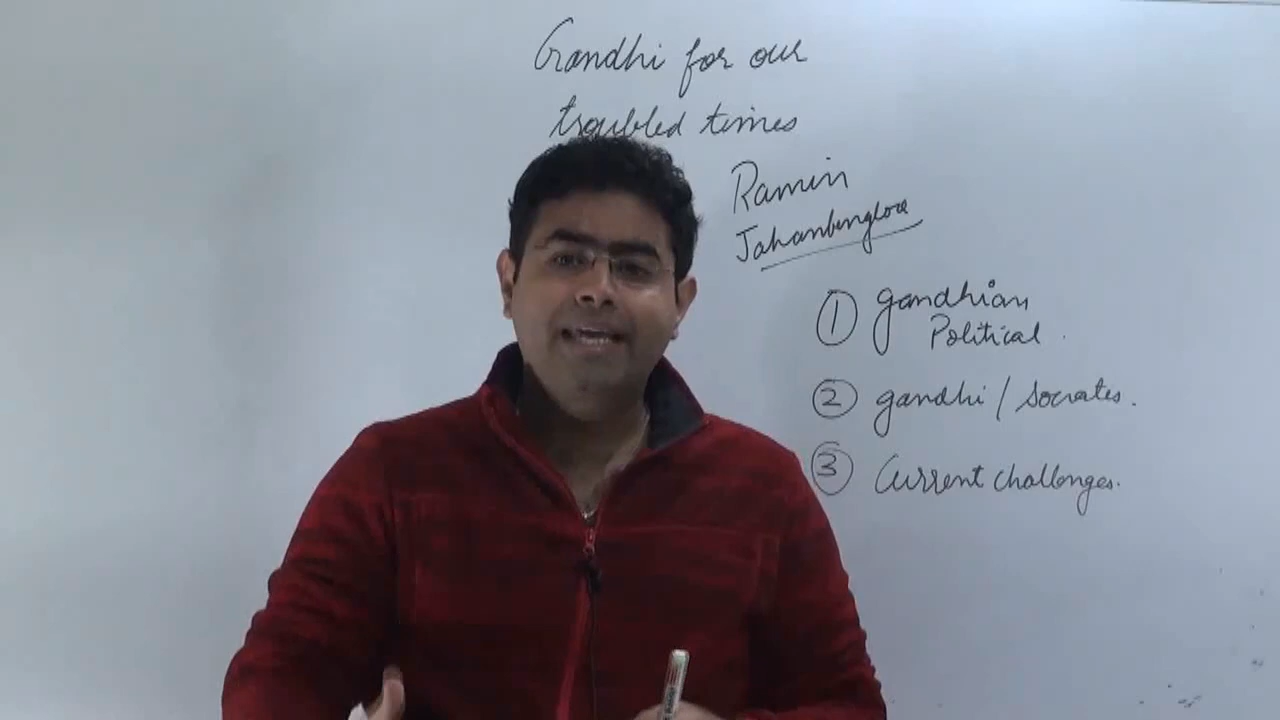 Gandhi for our
troubled times
Ramin
Jahanbegloo
① gandhian
Political.
② gandhi / Socrates.
③ Current challenges.